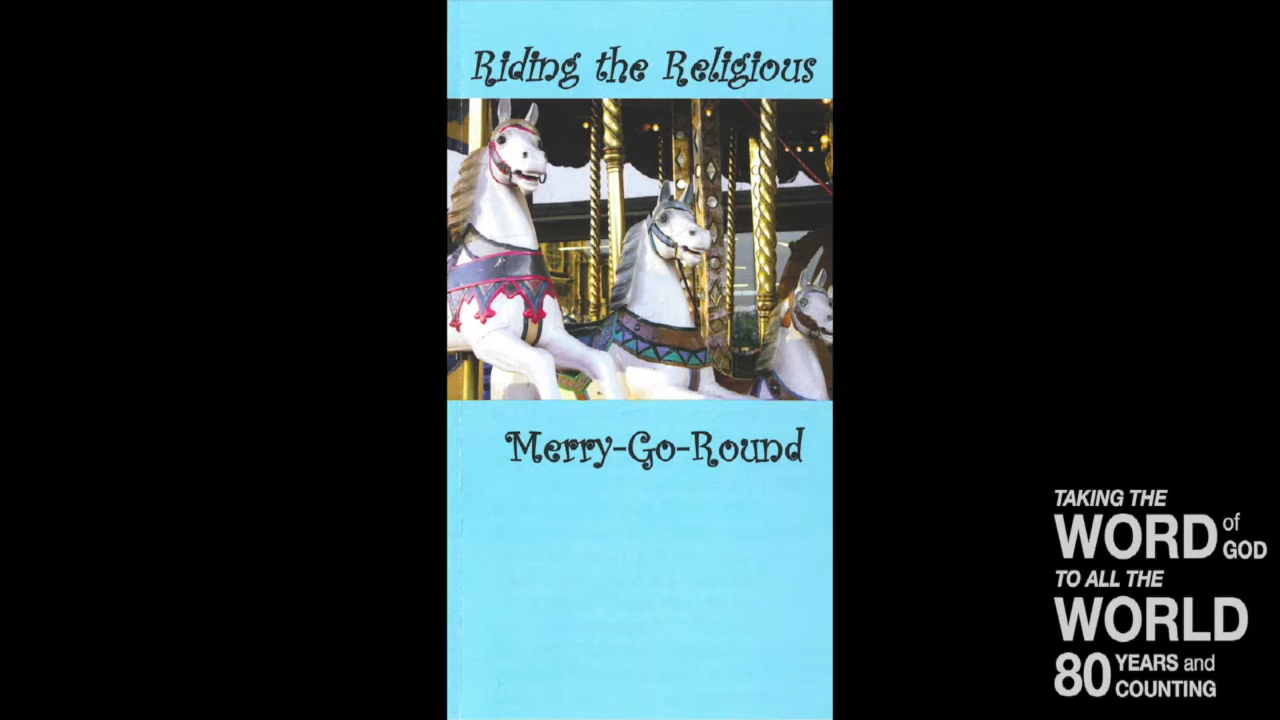 Riding the Religious
Merry-Go-Round
TAKING THE
WORD of GOD
TO ALL THE
WORLD
80 YEARS and
COUNTING